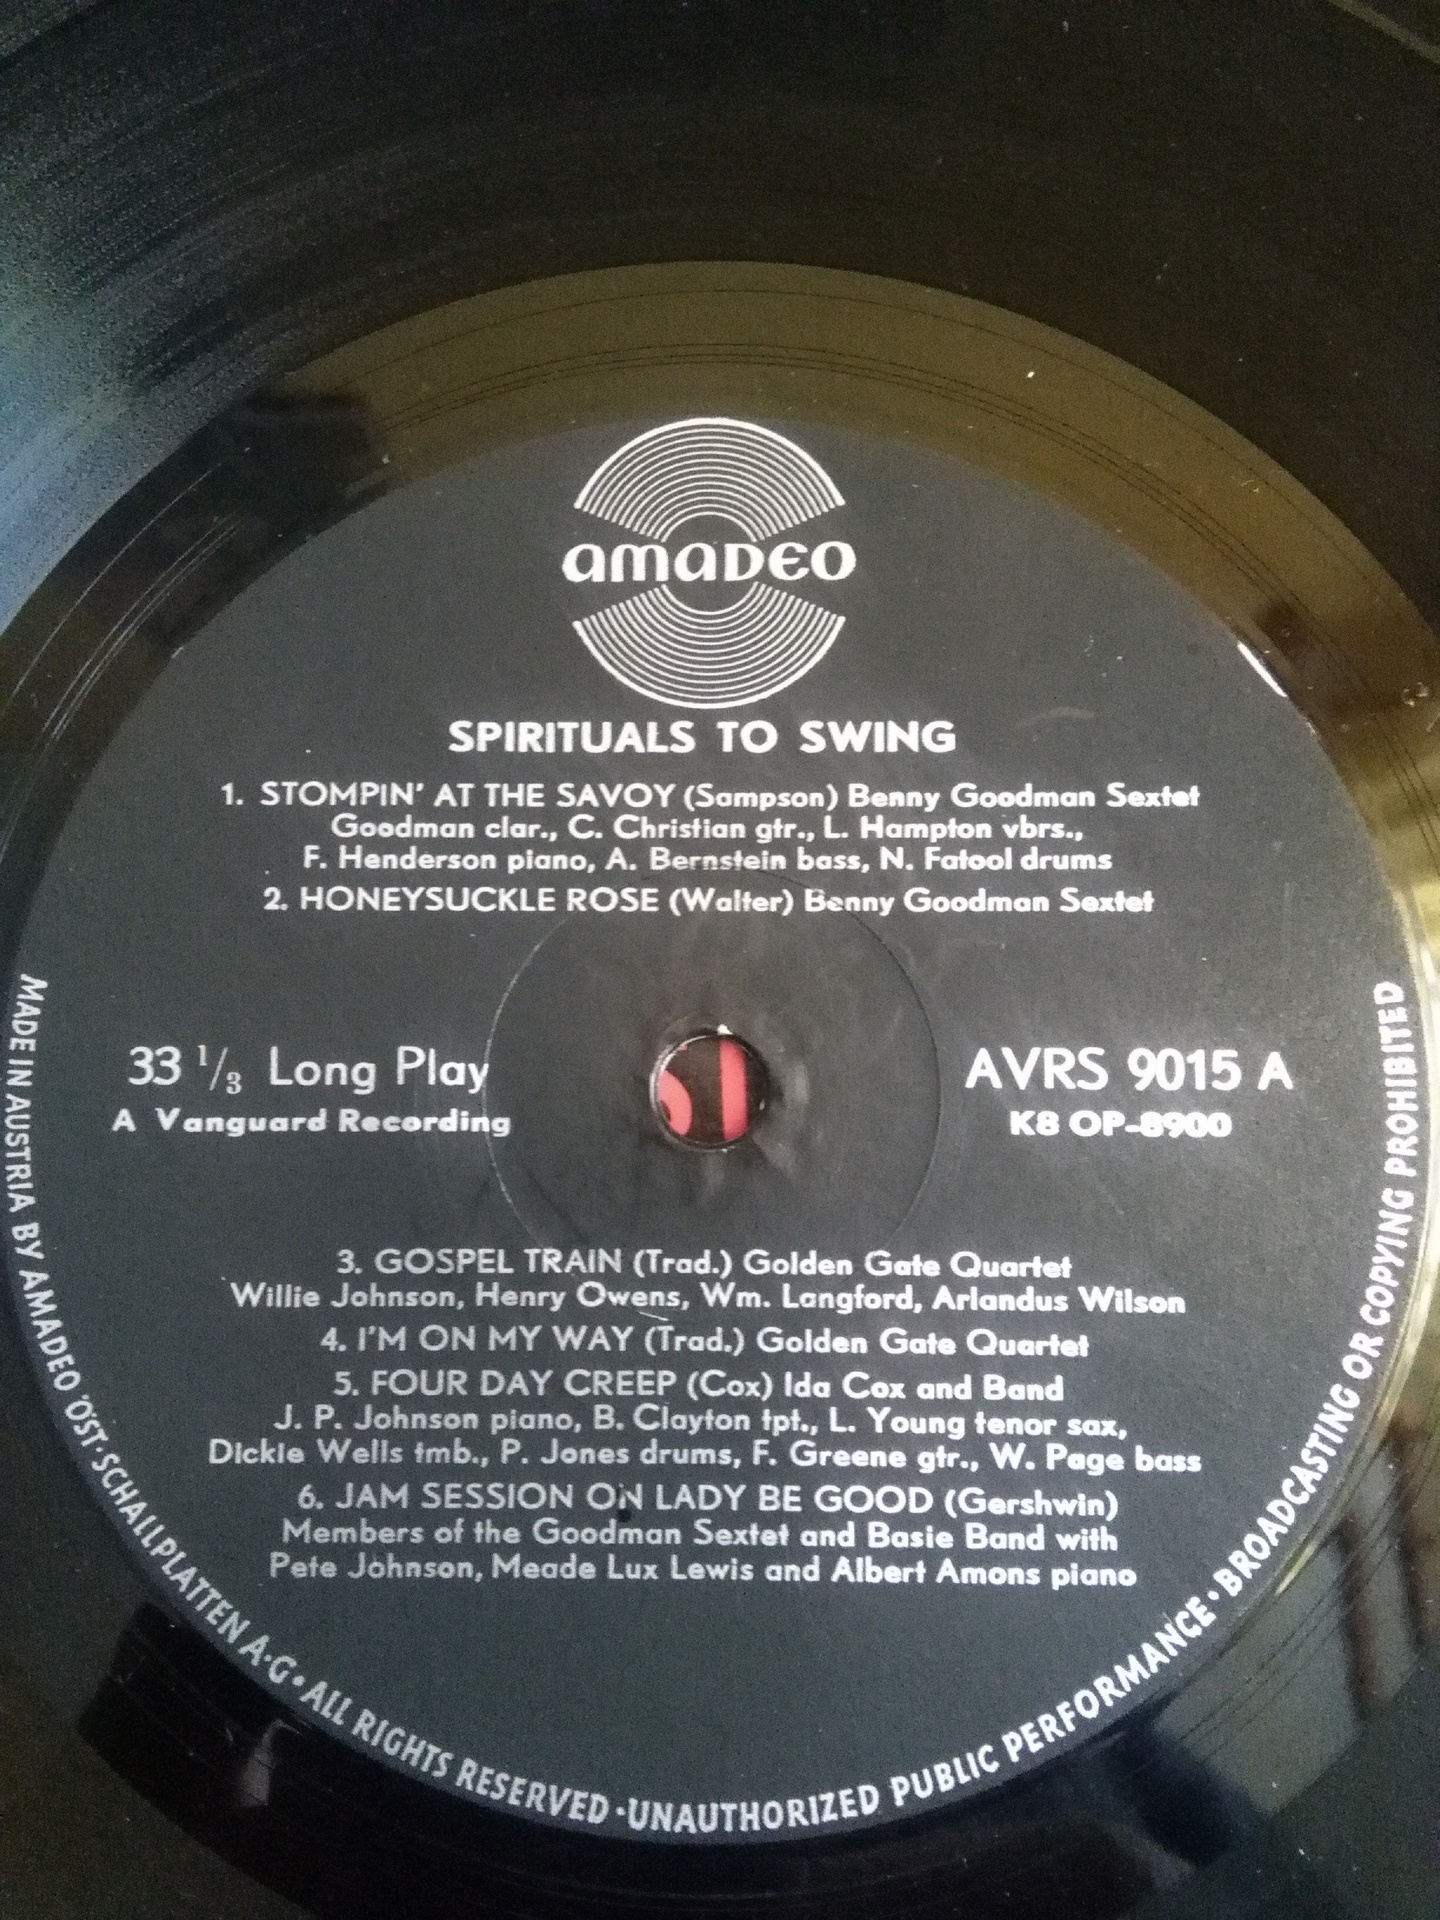 amadeo
SPIRITUALS TO SWING
1. STOMPIN' AT THE SAVOY (Sampson) Benny Goodman Sextet
Goodman clar., C. Christian gtr., L. Hampton vbrs.,
F. Henderson piano, A. Bernstein bass, N. Fatool drums
2. HONEYSUCKLE ROSE (Walter) Benny Goodman Sextet
33 1/3 Long Play
A Vanguard Recording
AVRS 9015 A
K8 OP-8900
3. GOSPEL TRAIN (Trad.) Golden Gate Quartet
Willie Johnson, Henry Owens, Wm. Langford, Arlandus Wilson
4. I'M ON MY WAY (Trad.) Golden Gate Quartet
5. FOUR DAY CREEP (Cox) Ida Cox and Band
J. P. Johnson piano, B. Clayton tpt., L. Young tenor sax,
Dickie Wells tmb., P. Jones drums, F. Greene gtr., W. Page bass
6. JAM SESSION ON LADY BE GOOD (Gershwin)
Members of the Goodman Sextet and Basie Band with
Pete Johnson, Meade Lux Lewis and Albert Amons piano
MADE IN AUSTRIA BY AMADEO ÖST·SCHALLPLATTEN A·G·ALL RIGHTS RESERVED·UNAUTHORIZED PUBLIC PERFORMANCE·BROADCASTING OR COPYING PROHIBITED